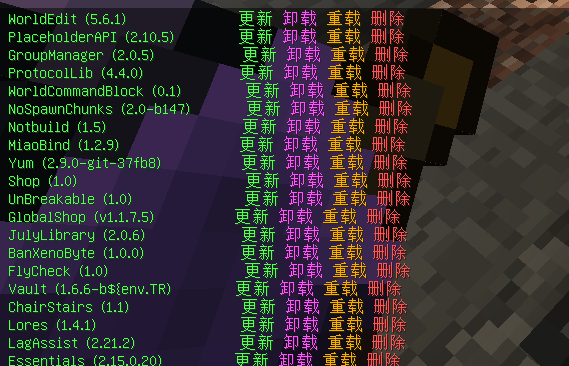 WorldEdit (5.6.1) 更新 卸载 重载 删除
PlaceholderAPI (2.10.5) 更新 卸载 重载 删除
GroupManager (2.0.5) 更新 卸载 重载 删除
ProtocolLib (4.4.0) 更新 卸载 重载 删除
WorldCommandBlock (0.1) 更新 卸载 重载 删除
NoSpawnChunks (2.0-b147) 更新 卸载 重载 删除
Notbuild (1.5) 更新 卸载 重载 删除
MiaoBind (1.2.9) 更新 卸载 重载 删除
Yum (2.9.0-git-37fb8) 更新 卸载 重载 删除
Shop (1.0) 更新 卸载 重载 删除
UnBreakable (1.0) 更新 卸载 重载 删除
GlobalShop (v1.1.7.5) 更新 卸载 重载 删除
JulyLibrary (2.0.6) 更新 卸载 重载 删除
BanXenoByte (1.0.0) 更新 卸载 重载 删除
FlyCheck (1.0) 更新 卸载 重载 删除
Vault (1.6.6-b${env.TR) 更新 卸载 重载 删除
ChairStairs (1.1) 更新 卸载 重载 删除
Lores (1.4.1) 更新 卸载 重载 删除
LagAssist (2.21.2) 更新 卸载 重载 删除
Essentials (2.15.0.20) 更新 卸载 重载 删除